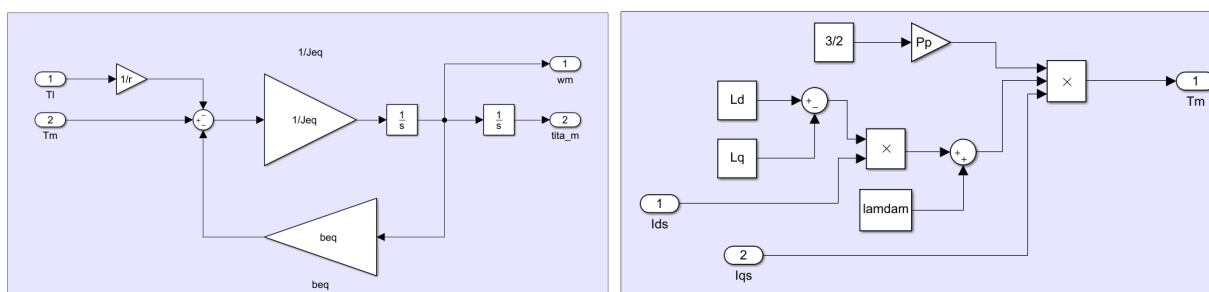 1/Jeq
1
Tl
1/r
2
Tm
1/Jeq
1
s
1
s
1
wm
2
tita_m
beq
beq
3/2
Pp
Ld
Lq
lamdam
1
Ids
2
Iqs
1
Tm